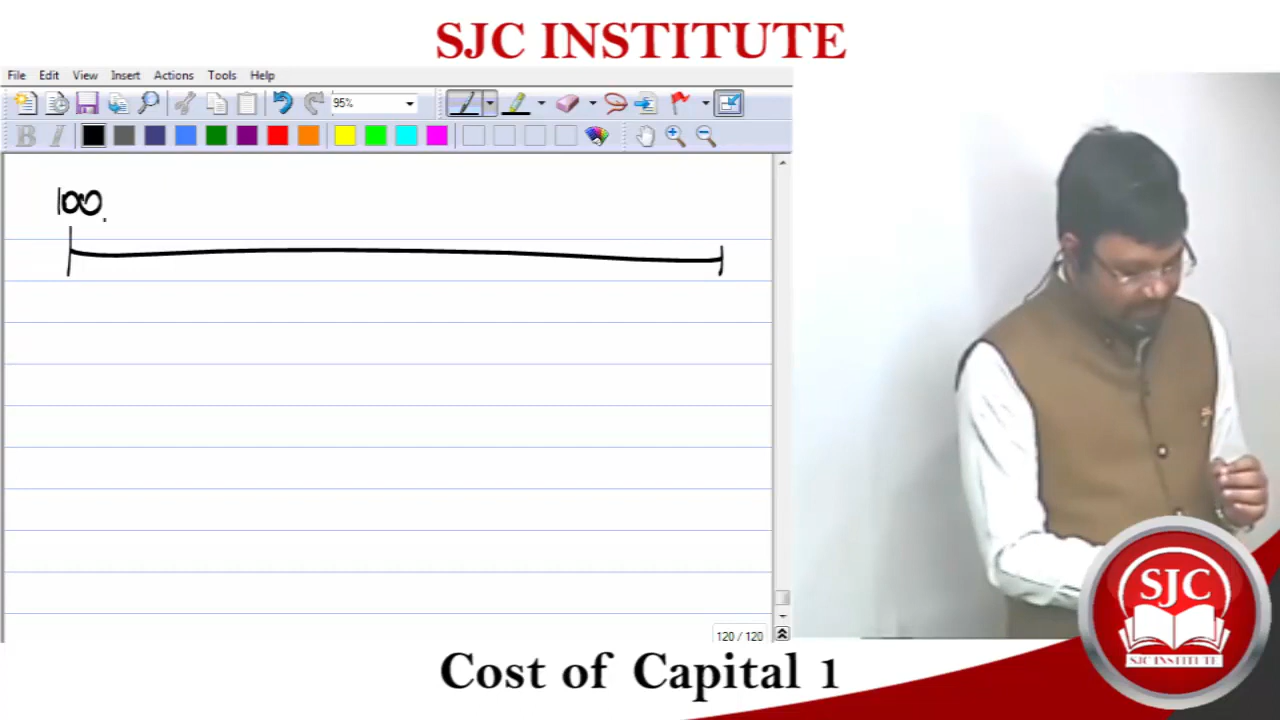 SJC INSTITUTE
File Edit View Insert Actions Tools Help
95%
B I
100.
120 / 120
SJC
SJC INSTITUTE
Cost of Capital 1